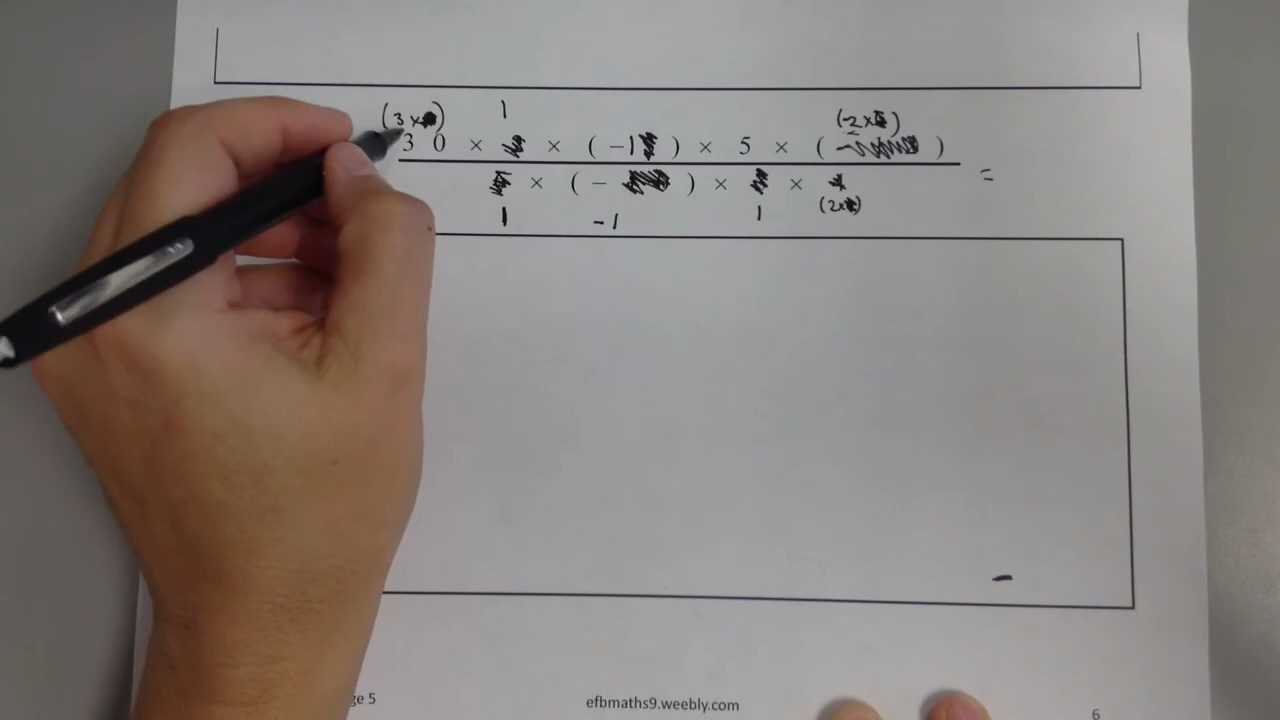 (3× ) 1 (-2× )
3 0 × × ( -1 ) × 5 × ( )
=
× ( - ) × ×
1 -1 1 (2× )
-
ge 5 efbmaths9.weebly.com 6